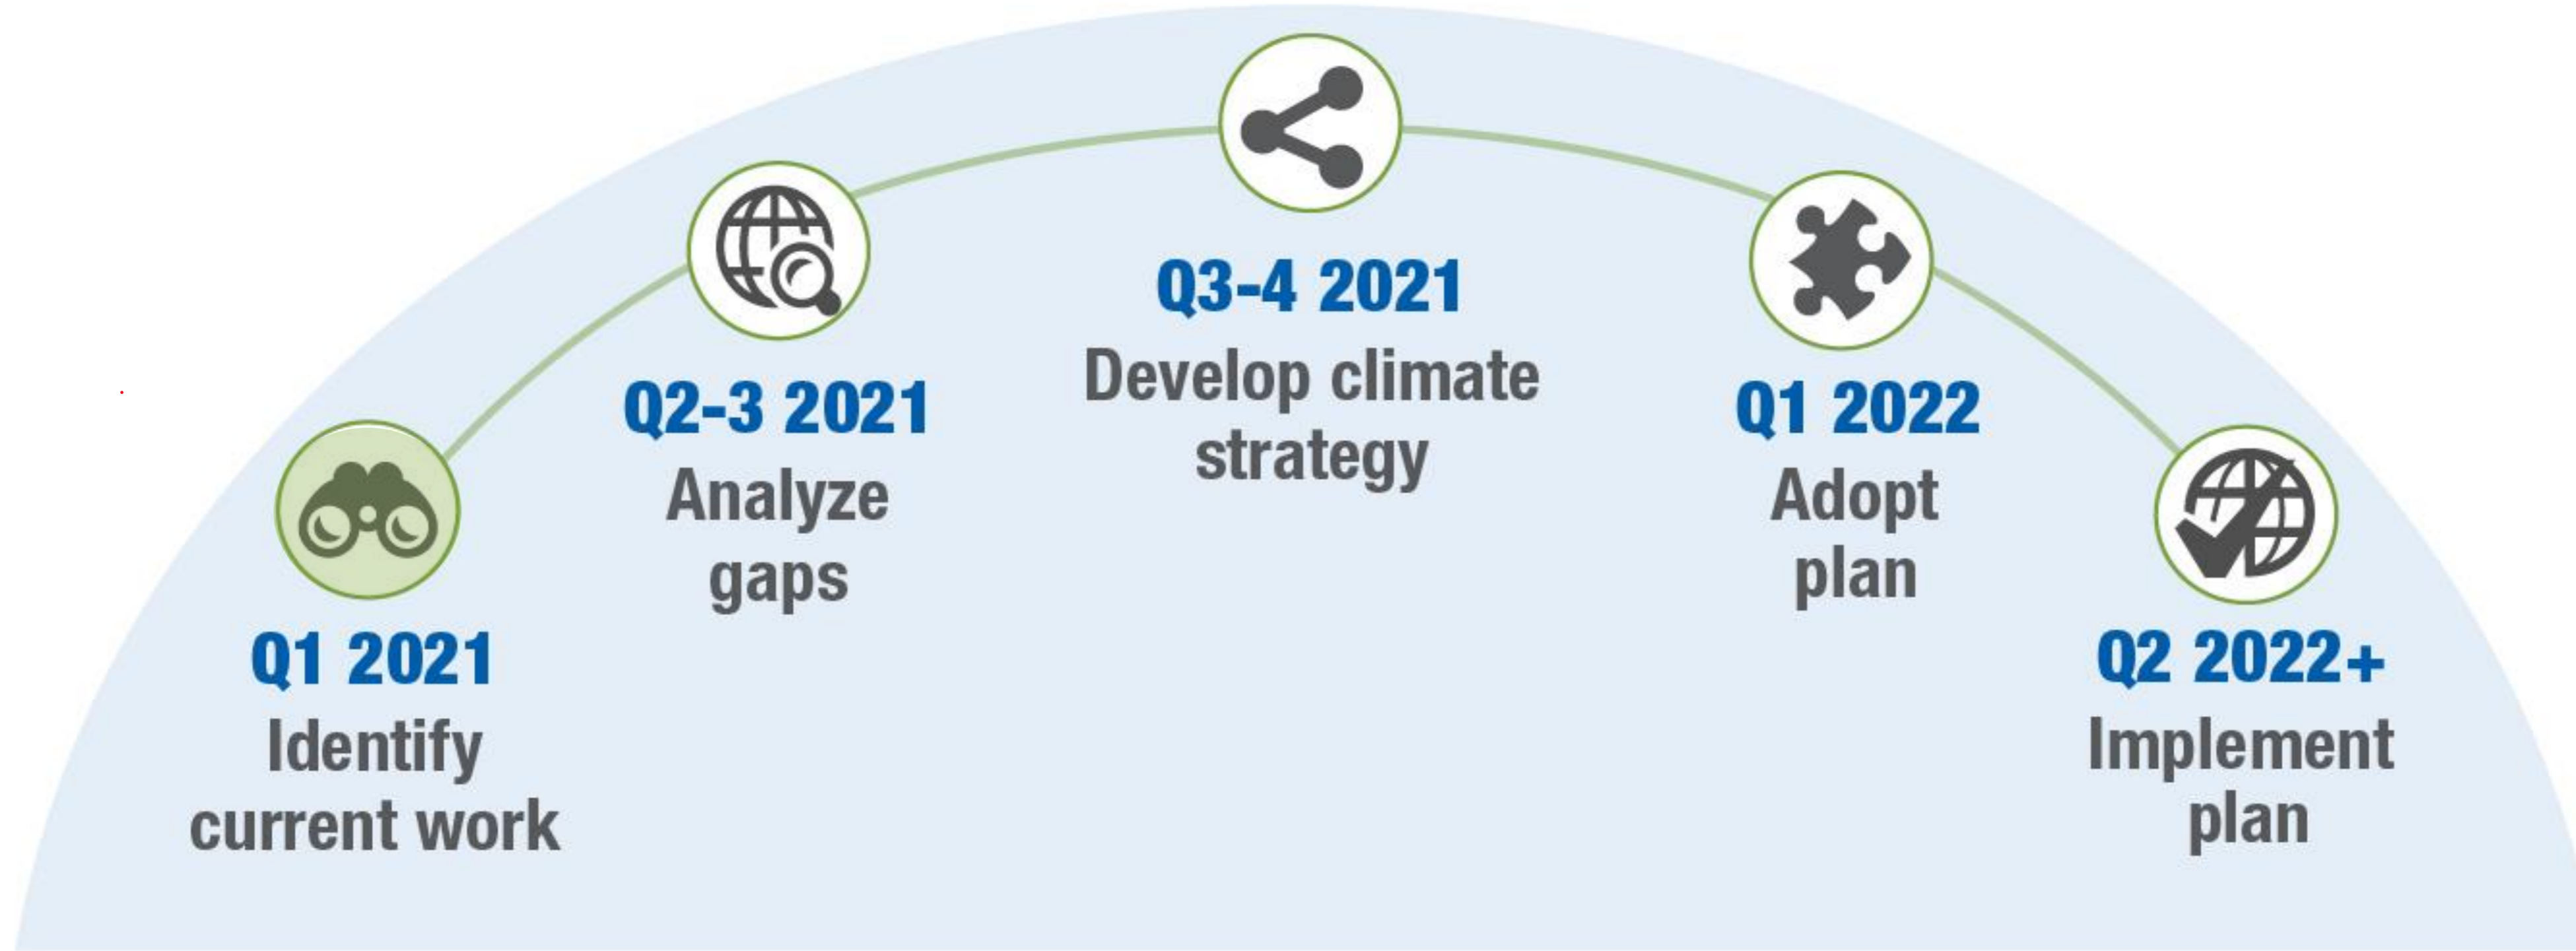 Q1 2021
Identify
current work
Q2-3 2021
Analyze
gaps
Q3-4 2021
Develop climate
strategy
Q1 2022
Adopt
plan
Q2 2022+
Implement
plan